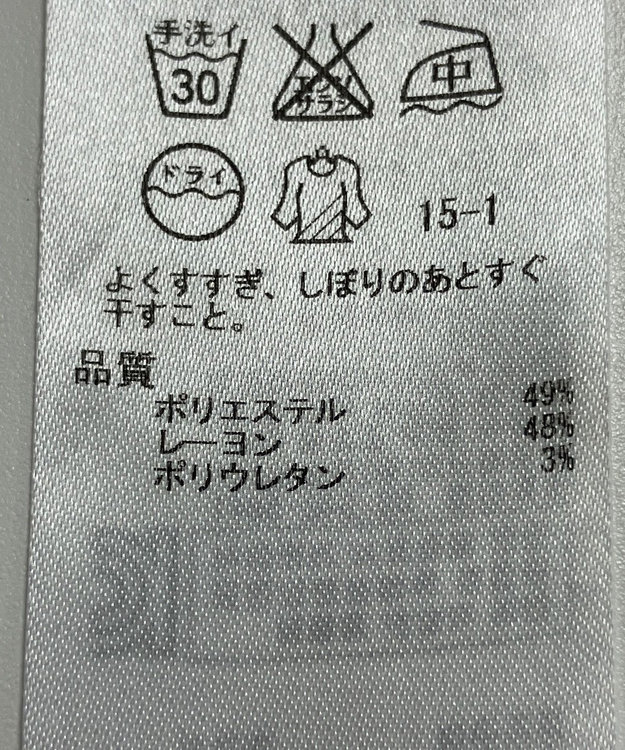 手洗イ
30
エンソ
サラシ
中
ドライ
15-1
よくすすぎ、しぼりのあとすぐ
干すこと。
品質
ポリエステル 49%
レーヨン 48%
ポリウレタン 3%